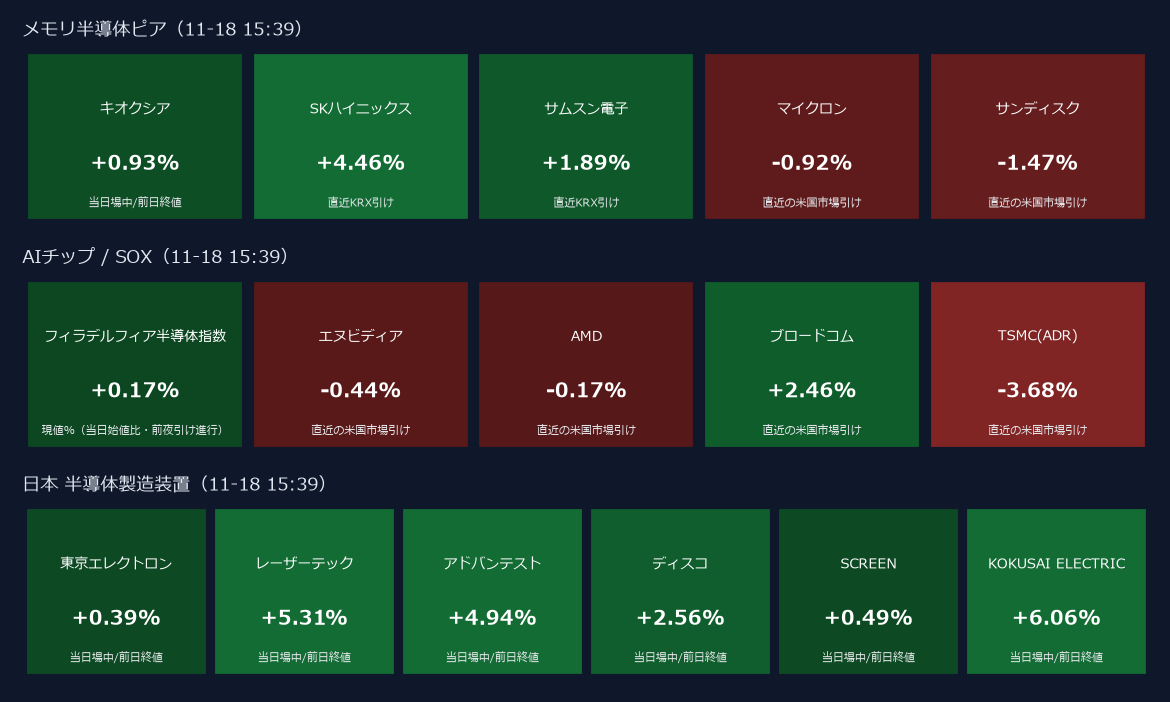 メモリ半導体ピア（11-18 15:39）
キオクシア
+0.93%
当日場中/前日終値
SKハイニックス
+4.46%
直近KRX引け
サムスン電子
+1.89%
直近KRX引け
マイクロン
-0.92%
直近の米国市場引け
サンディスク
-1.47%
直近の米国市場引け
AIチップ / SOX（11-18 15:39）
フィラデルフィア半導体指数
+0.17%
現値%（当日始値比・前夜引け進行）
エヌビディア
-0.44%
直近の米国市場引け
AMD
-0.17%
直近の米国市場引け
ブロードコム
+2.46%
直近の米国市場引け
TSMC(ADR)
-3.68%
直近の米国市場引け
日本 半導体製造装置（11-18 15:39）
東京エレクトロン
+0.39%
当日場中/前日終値
レーザーテック
+5.31%
当日場中/前日終値
アドバンテスト
+4.94%
当日場中/前日終値
ディスコ
+2.56%
当日場中/前日終値
SCREEN
+0.49%
当日場中/前日終値
KOKUSAI ELECTRIC
+6.06%
当日場中/前日終値